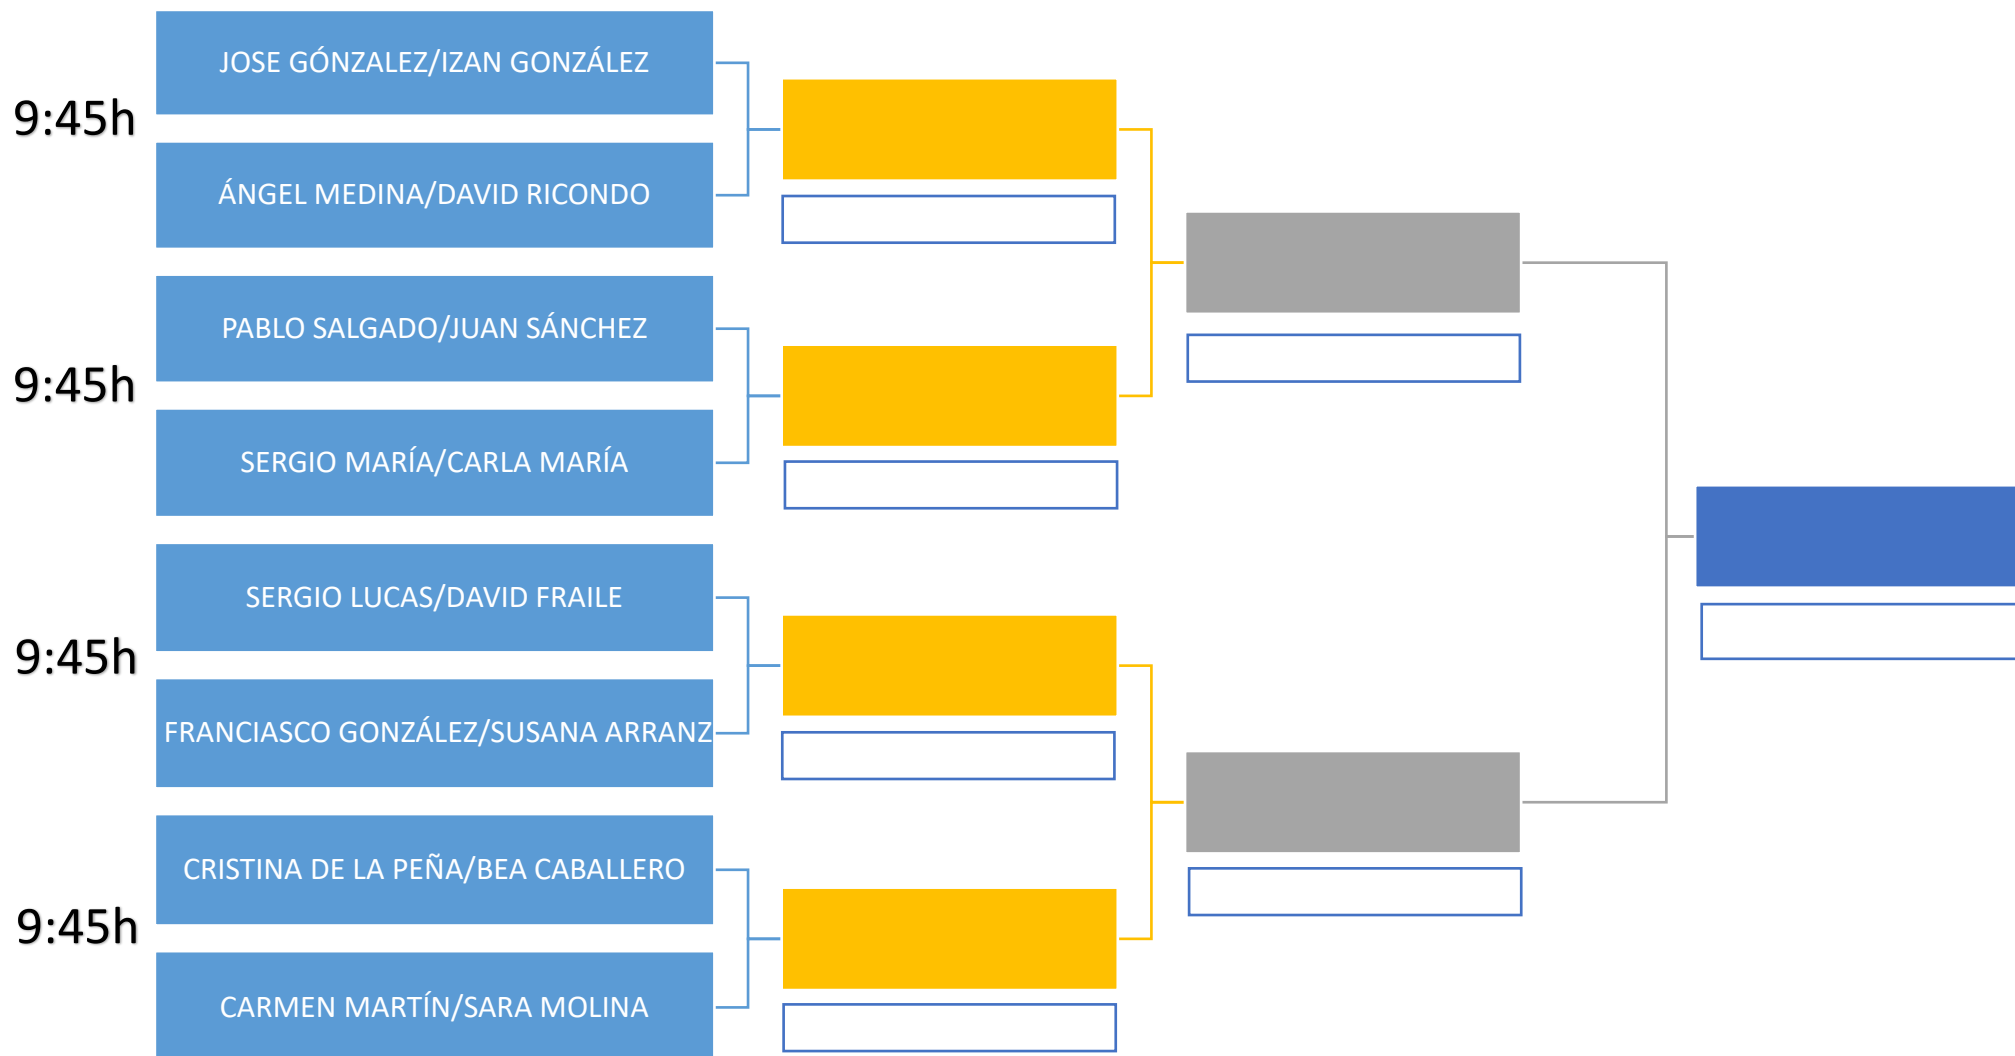 JOSE GÓNZALEZ/IZAN GONZÁLEZ
9:45h
ÁNGEL MEDINA/DAVID RICONDO
PABLO SALGADO/JUAN SÁNCHEZ
9:45h
SERGIO MARÍA/CARLA MARÍA
SERGIO LUCAS/DAVID FRAILE
9:45h
FRANCIASCO GONZÁLEZ/SUSANA ARRANZ
CRISTINA DE LA PEÑA/BEA CABALLERO
9:45h
CARMEN MARTÍN/SARA MOLINA